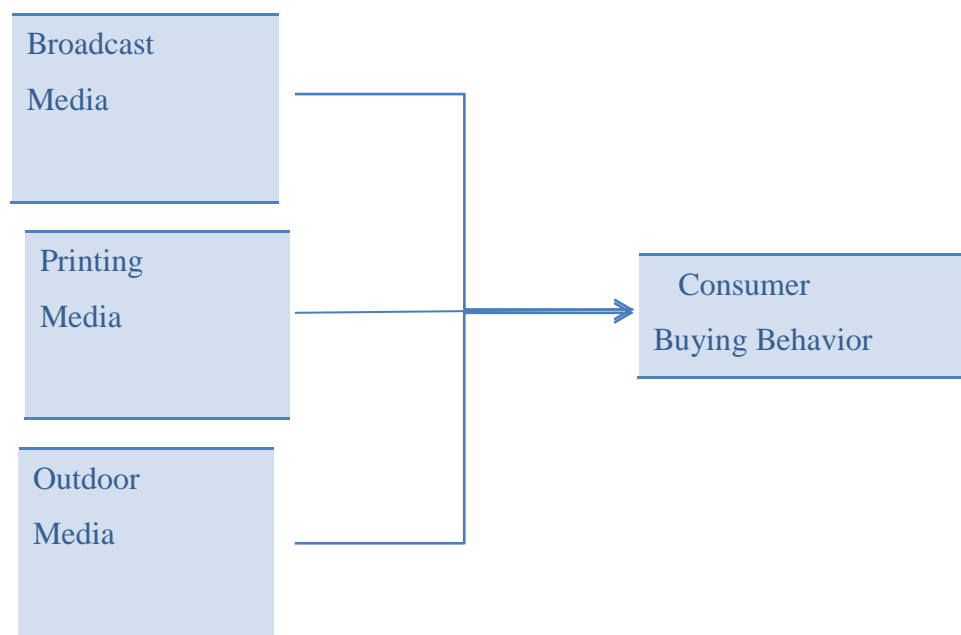 Broadcast
Media
Printing
Media
Outdoor
Media
Consumer
Buying Behavior